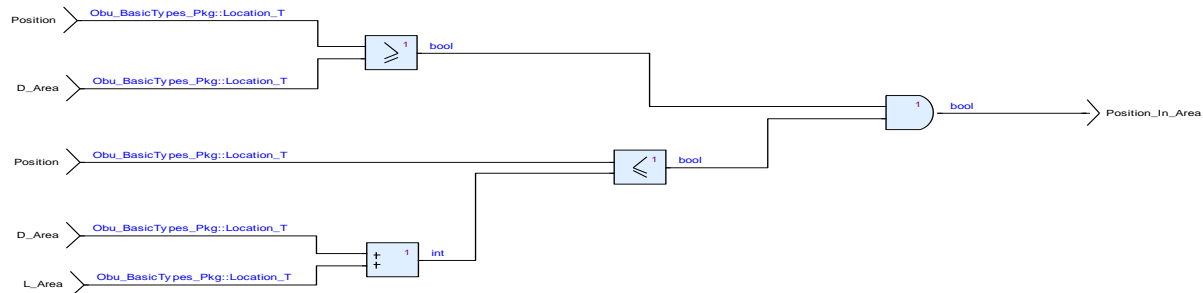 Position
Obu_BasicTypes_Pkg::Location_T
1
bool
D_Area
Obu_BasicTypes_Pkg::Location_T
1
bool
Position_In_Area
Position
Obu_BasicTypes_Pkg::Location_T
1
bool
D_Area
Obu_BasicTypes_Pkg::Location_T
1
int
L_Area
Obu_BasicTypes_Pkg::Location_T